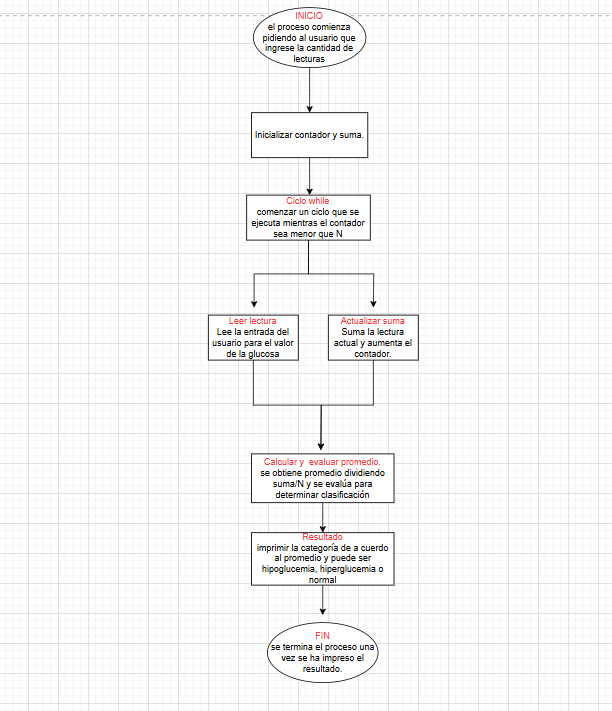 INICIO
el proceso comienza
pidiendo al usuario que
ingrese la cantidad de
lecturas
Inicializar contador y suma.
Ciclo while
comenzar un ciclo que se
ejecuta mientras el contador
sea menor que N
Leer lectura
Lee la entrada del
usuario para el valor
de la glucosa
Actualizar suma
Suma la lectura
actual y aumenta el
contador.
Calcular y evaluar promedio.
se obtiene promedio dividiendo
suma/N y se evalúa para
determinar clasificación
Resultado
imprimir la categoría de a cuerdo
al promedio y puede ser
hipoglucemia, hiperglucemia o
normal
FIN
se termina el proceso una
vez se ha impreso el
resultado.